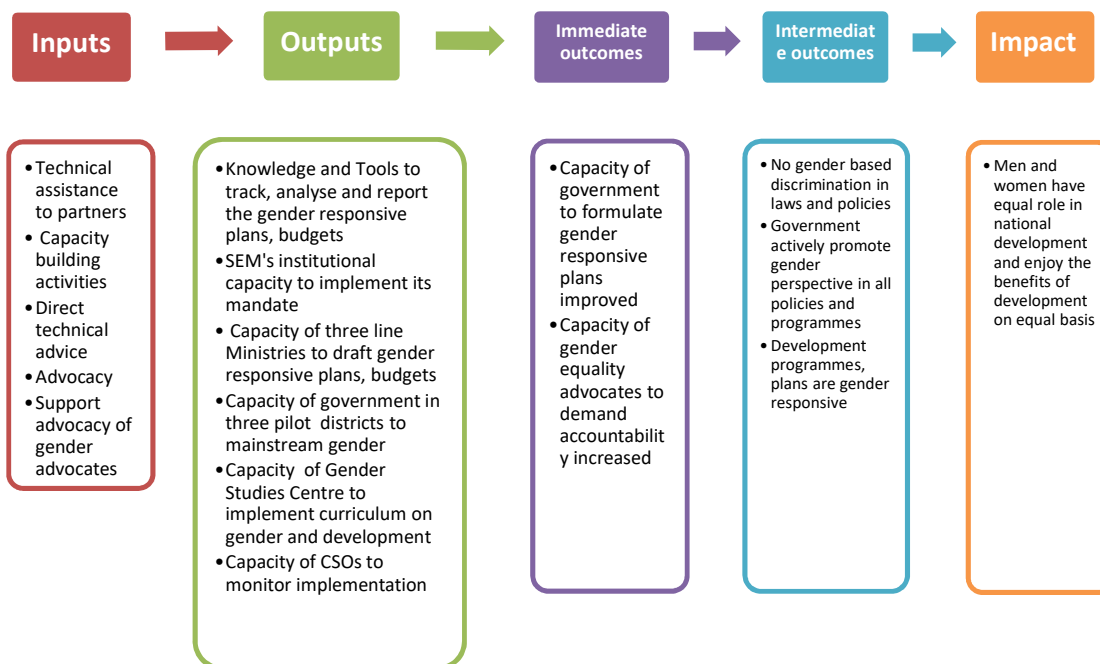 Inputs
Outputs
Immediate
outcomes
Intermediat
e outcomes
Impact
•Technical
assistance
to partners
• Capacity
building
activities
•Direct
technical
advice
•Advocacy
•Support
advocacy of
gender
advocates
•Knowledge and Tools to
track, analyse and report
the gender responsive
plans, budgets
•SEM's institutional
capacity to implement its
mandate
• Capacity of three line
Ministries to draft gender
responsive plans, budgets
•Capacity of government in
three pilot districts to
mainstream gender
•Capacity of Gender
Studies Centre to
implement curriculum on
gender and development
•Capacity of CSOs to
monitor implementation
•Capacity of
government
to formulate
gender
responsive
plans
improved
•Capacity of
gender
equality
advocates to
demand
accountabilit
y increased
•No gender based
discrimination in
laws and policies
•Government
actively promote
gender
perspective in all
policies and
programmes
•Development
programmes,
plans are gender
responsive
•Men and
women have
equal role in
national
development
and enjoy the
benefits of
development
on equal basis